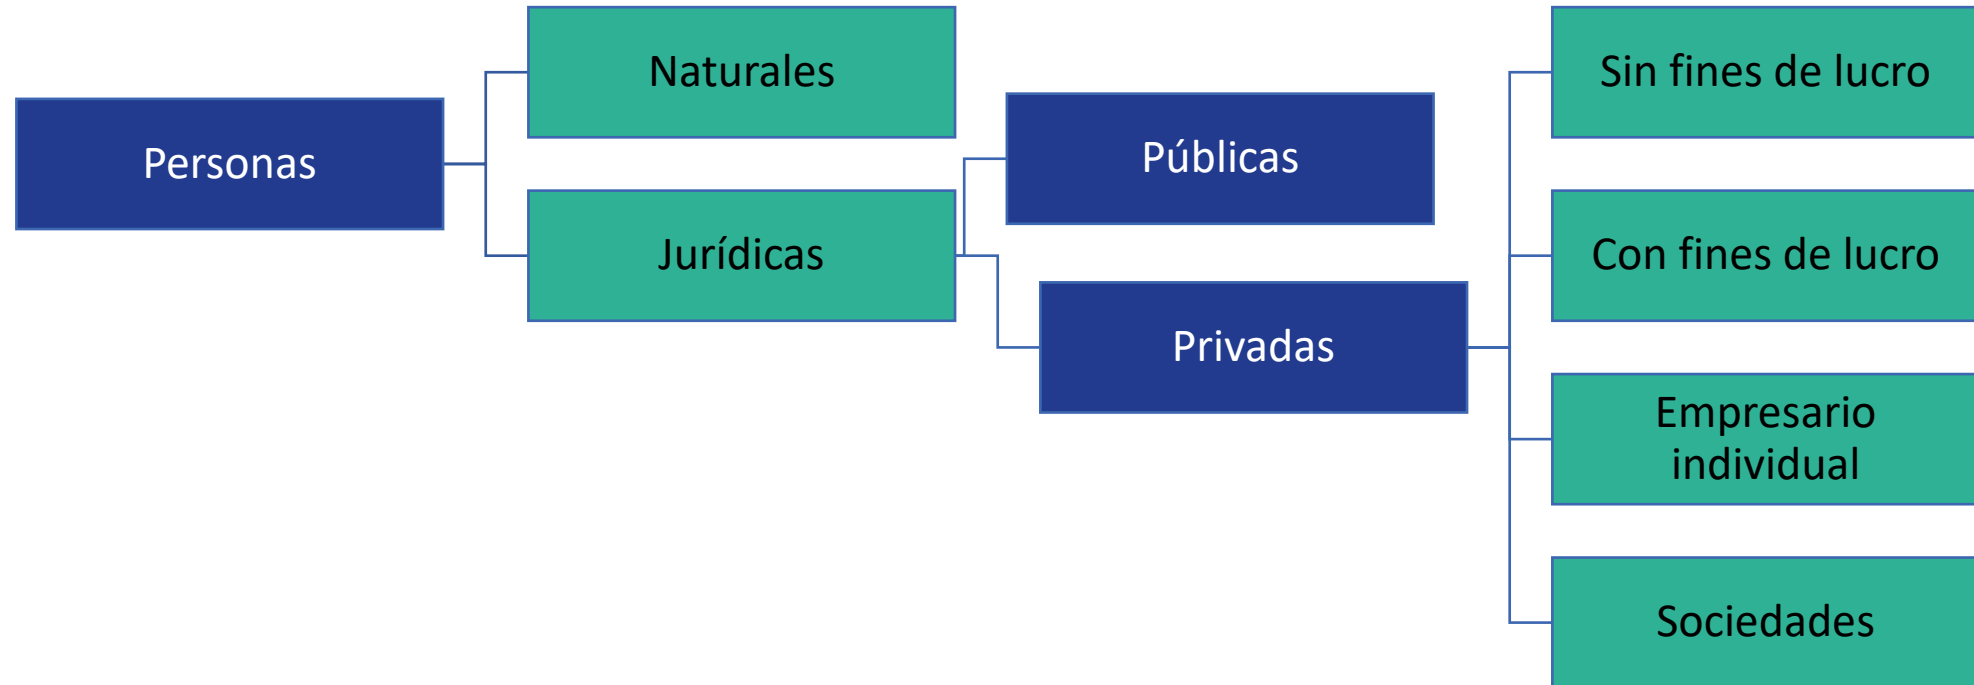 Personas
Naturales
Jurídicas
Públicas
Privadas
Sin fines de lucro
Con fines de lucro
Empresario
individual
Sociedades